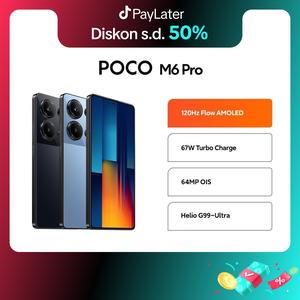 PayLater
Diskon s.d. 50%
POCO M6 Pro
120Hz Flow AMOLED
67W Turbo Charge
64MP OIS
Helio G99-Ultra
%